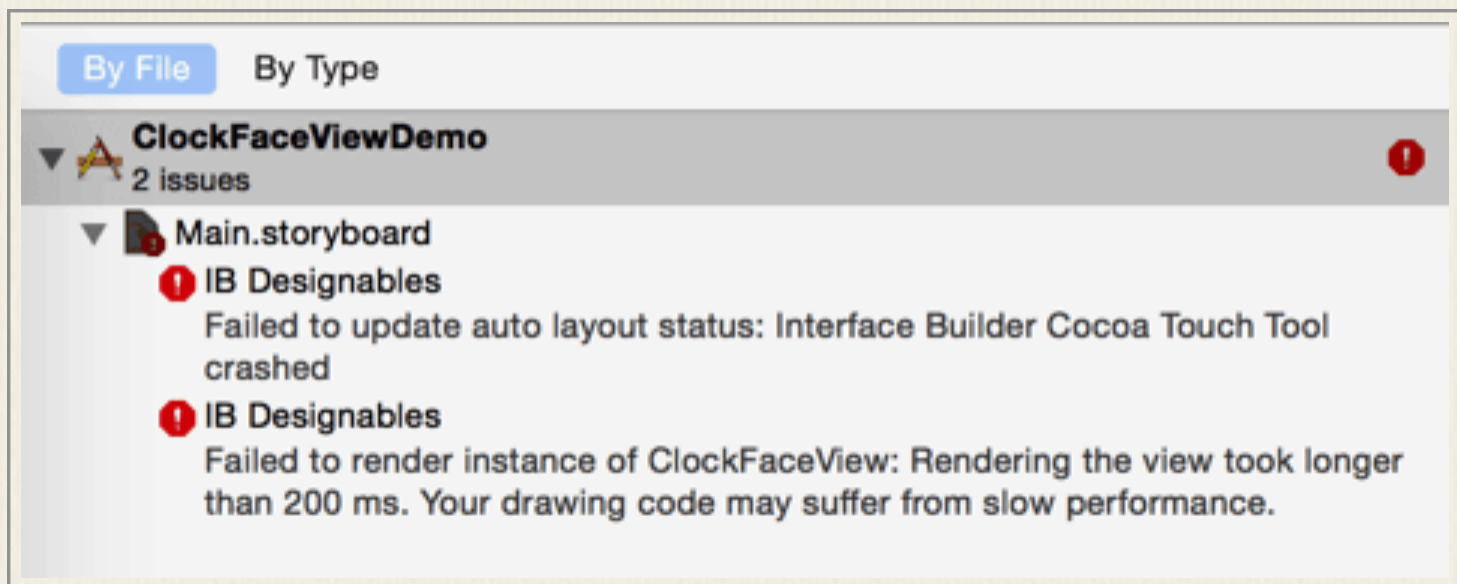 By File By Type
ClockFaceViewDemo
2 issues
Main.storyboard
IB Designables
Failed to update auto layout status: Interface Builder Cocoa Touch Tool
crashed
IB Designables
Failed to render instance of ClockFaceView: Rendering the view took longer
than 200 ms. Your drawing code may suffer from slow performance.